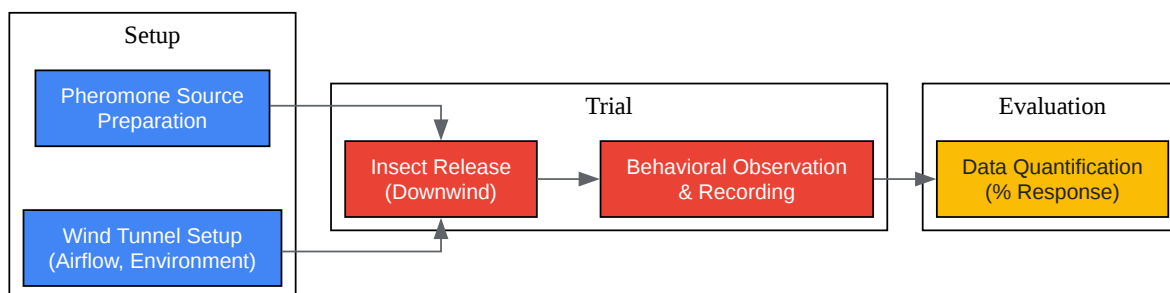 Setup
Pheromone Source
Preparation
Wind Tunnel Setup
(Airflow, Environment)
Trial
Insect Release
(Downwind)
Behavioral Observation
& Recording
Evaluation
Data Quantification
(% Response)